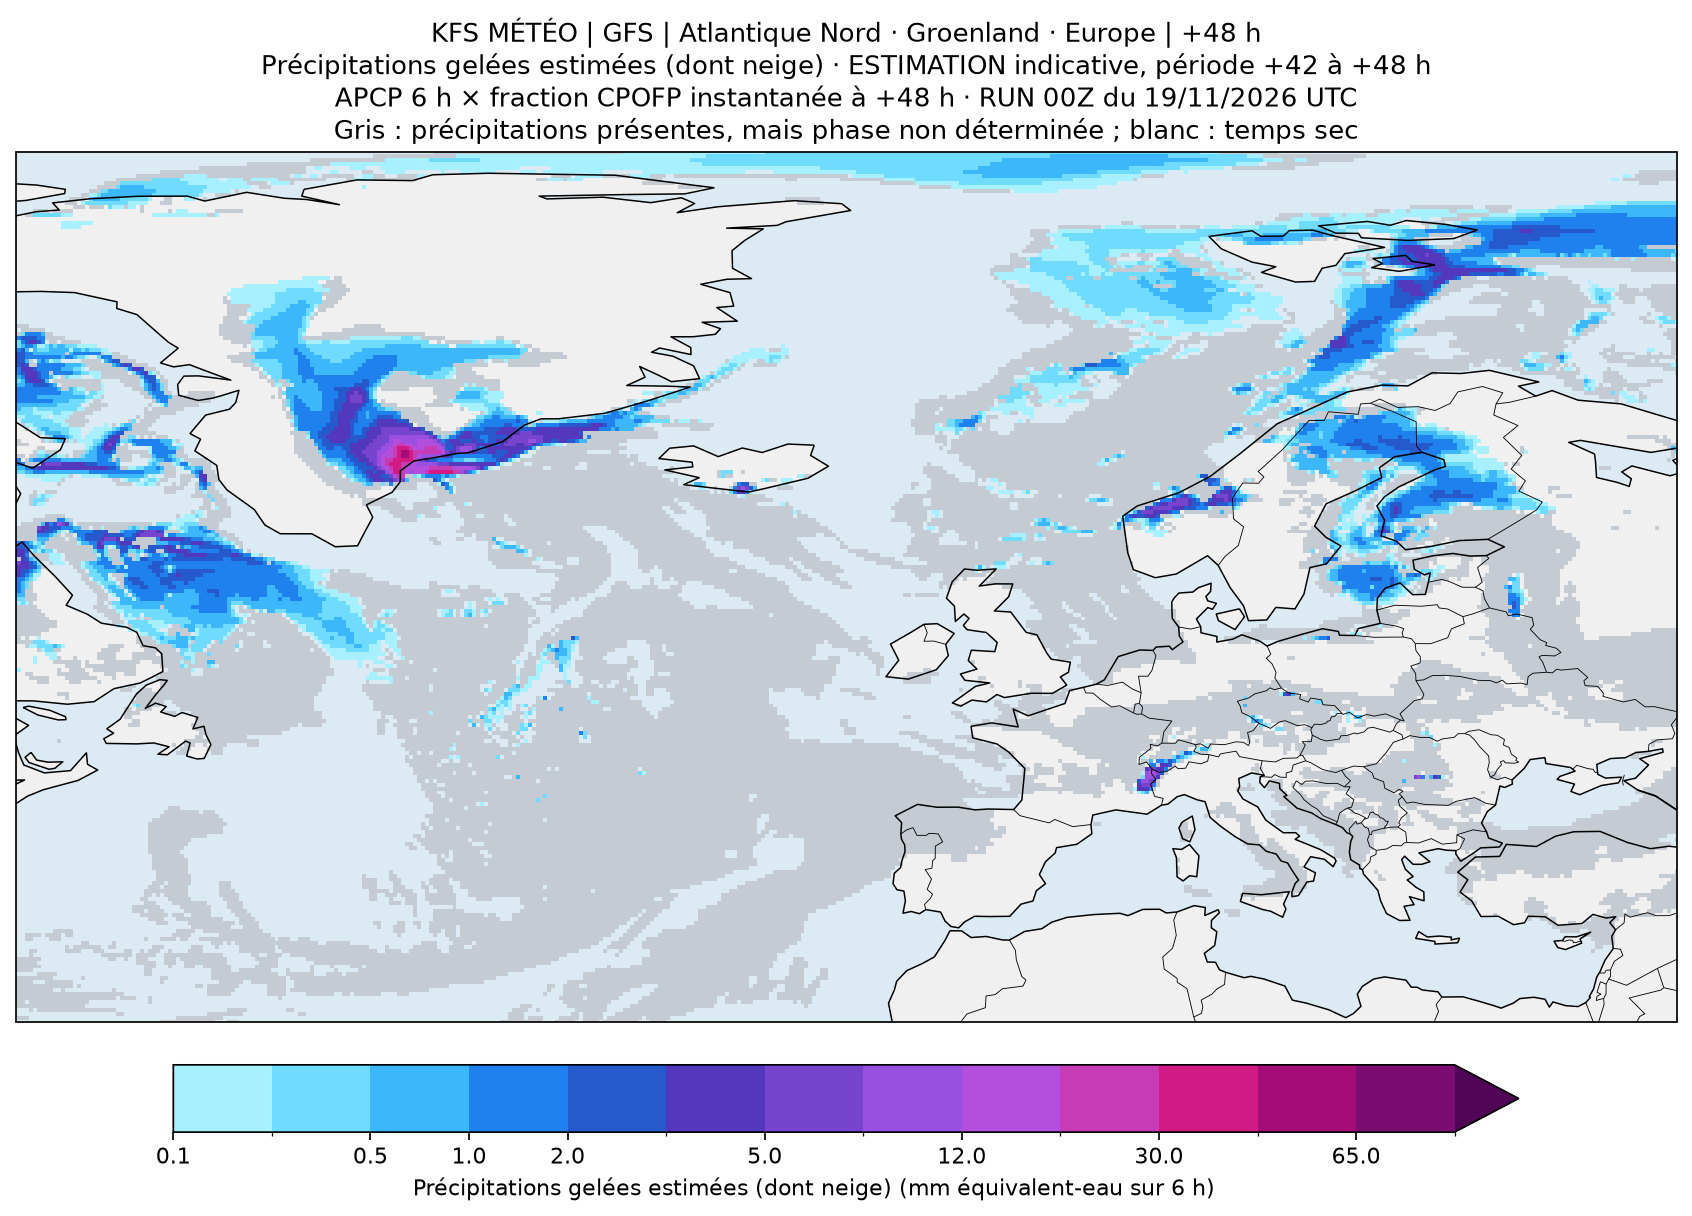 KFS MÉTÉO | GFS | Atlantique Nord · Groenland · Europe | +48 h
Précipitations gelées estimées (dont neige) · ESTIMATION indicative, période +42 à +48 h
APCP 6 h × fraction CPOFP instantanée à +48 h · RUN 00Z du 19/11/2026 UTC
Gris : précipitations présentes, mais phase non déterminée ; blanc : temps sec
0.1 0.5 1.0 2.0 5.0 12.0 30.0 65.0
Précipitations gelées estimées (dont neige) (mm équivalent-eau sur 6 h)